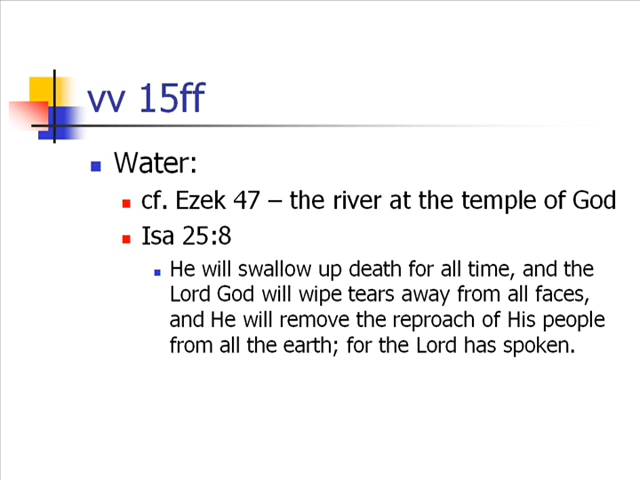 vv 15ff
Water:
cf. Ezek 47 – the river at the temple of God
Isa 25:8
He will swallow up death for all time, and the
Lord God will wipe tears away from all faces,
and He will remove the reproach of His people
from all the earth; for the Lord has spoken.